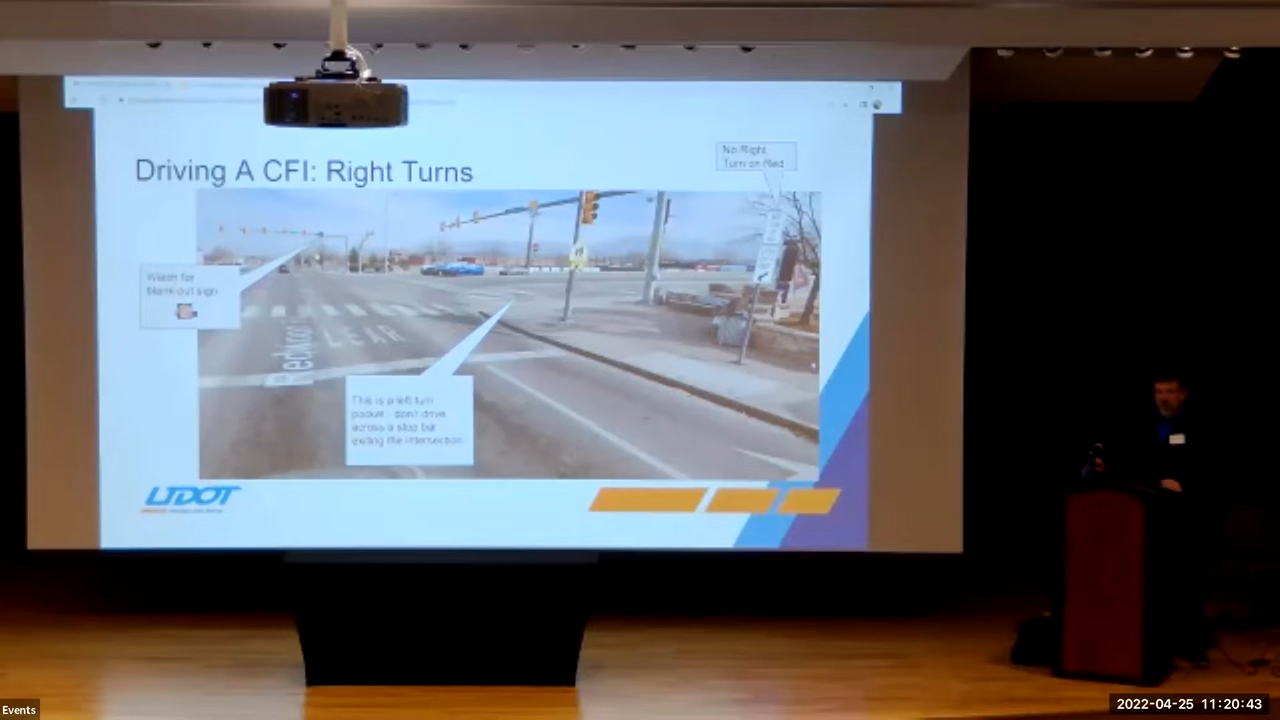 No Right
Turn on Red
Driving A CFI: Right Turns
Watch for
blank out sign
CLEAR
This is a left turn
pocket - don't drive
across a stop bar
exiting the intersection.
UDOT
Events
2022-04-25 11:20:43